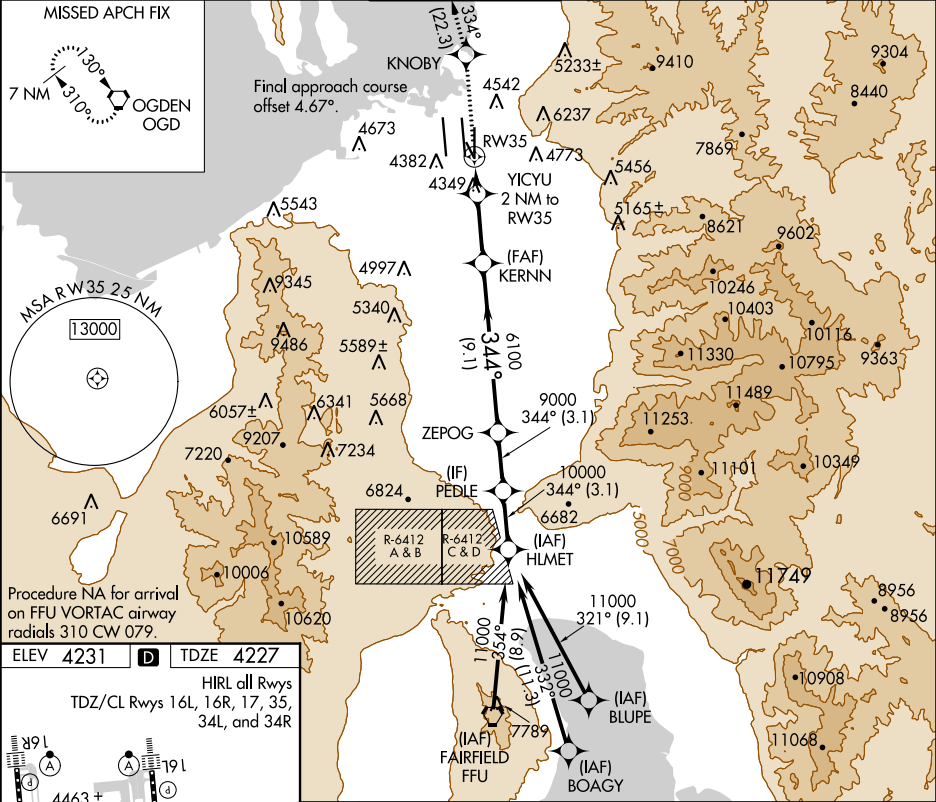 MISSED APCH FIX
7 NM
130°
310°
OGDEN
OGD
Final approach course
offset 4.67°.
334°
(22.3)
KNOBY
5233±
9410
9304
8440
4542
6237
4673
4382
RW35
4773
7869
5456
4349
YICYU
2 NM to
RW35
5165±
8621
9602
5543
(FAF)
KERNN
4997
10246
9345
5340
10403
10116
9486
5589±
11330
10795
9363
MSA RW35 25 NM
13000
6100
344°
(9.1)
6057±
6341
5668
9000
344° (3.1)
11489
11253
ZEPOG
9207
7234
7220
11101
10349
(IF)
PEDLE
10000
344° (3.1)
6824
6682
9000
5000
7000
6691
R-6412
A & B
R-6412
C & D
(IAF)
HLMET
10589
10006
11749
Procedure NA for arrival
on FFU VORTAC airway
radials 310 CW 079.
10620
8956
8956
11000
321° (9.1)
11000
354°
(8.9)
11000
332°
(11.3)
ELEV 4231
D
TDZE 4227
HIRL all Rwys
TDZ/CL Rwys 16L, 16R, 17, 35,
34L, and 34R
(IAF)
BLUPE
10908
7789
(IAF)
FAIRFIELD
FFU
11068
(IAF)
BOAGY
16R
A
A
16L
P
P
4463±